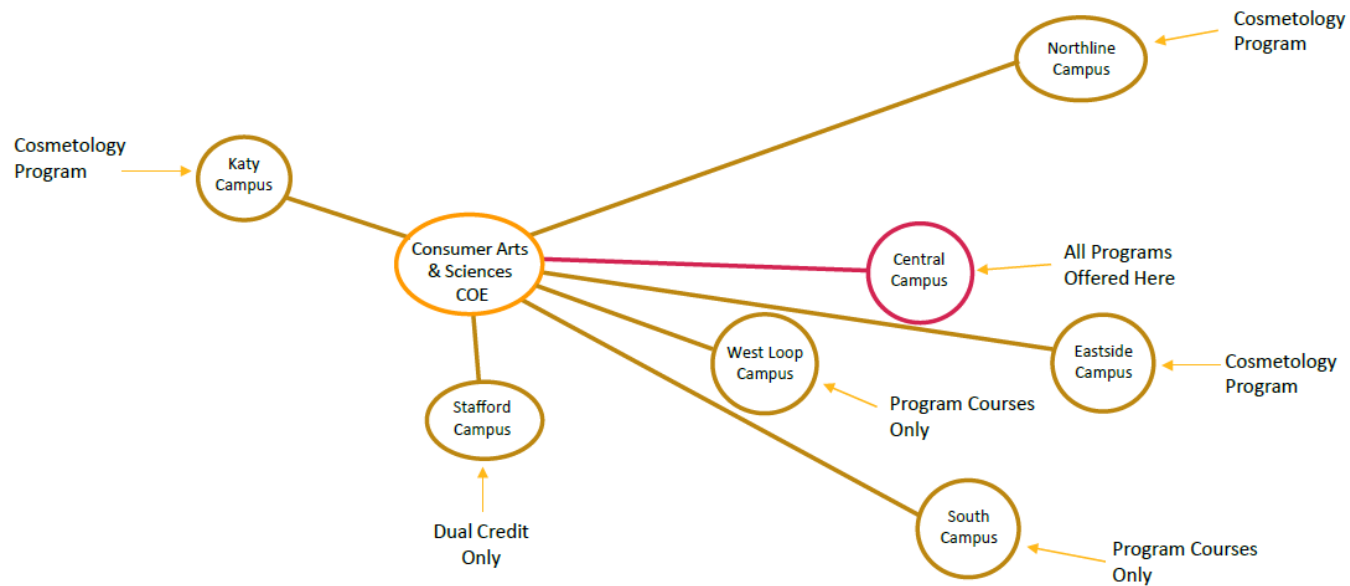 Cosmetology
Program
Northline
Campus
Cosmetology
Program
Katy
Campus
Consumer Arts
& Sciences
COE
Central
Campus
All Programs
Offered Here
West Loop
Campus
Eastside
Campus
Cosmetology
Program
Program Courses
Only
Stafford
Campus
Dual Credit
Only
South
Campus
Program Courses
Only